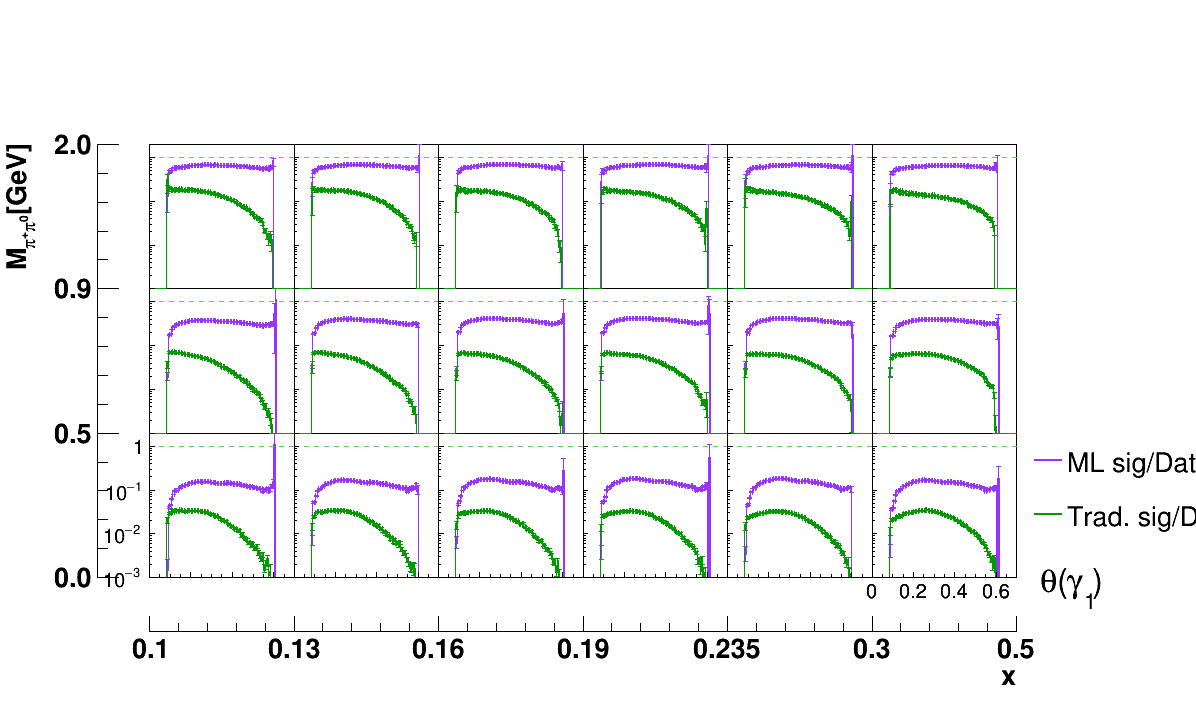 M_{π⁺π⁰}[GeV]
2.0
0.9
0.5
0.0
1
10⁻¹
10⁻²
10⁻³
ML sig/Dat
Trad. sig/D
0 0.2 0.4 0.6
θ(γ₁)
0.1 0.13 0.16 0.19 0.235 0.3 0.5
x